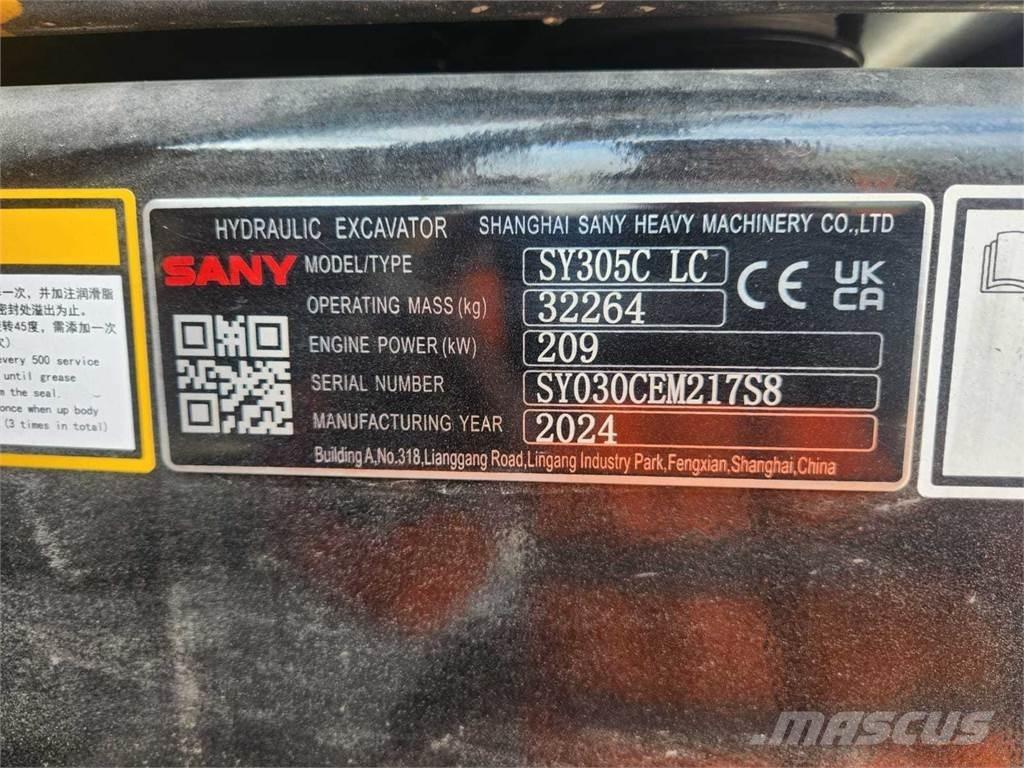 HYDRAULIC EXCAVATOR SHANGHAI SANY HEAVY MACHINERY CO.,LTD
SANY
MODEL/TYPE SY305C LC
OPERATING MASS (kg) 32264
ENGINE POWER (kW) 209
SERIAL NUMBER SY030CEM217S8
MANUFACTURING YEAR 2024
Building A,No.318,Lianggang Road,Lingang Industry Park,Fengxian,Shanghai,China
CE
UK
CA
一次，并加注润滑脂
密封处溢出为止。
45度，需添加一次
every 500 service
until grease
the seal.
once when up body
(3 times in total)
MASCUS